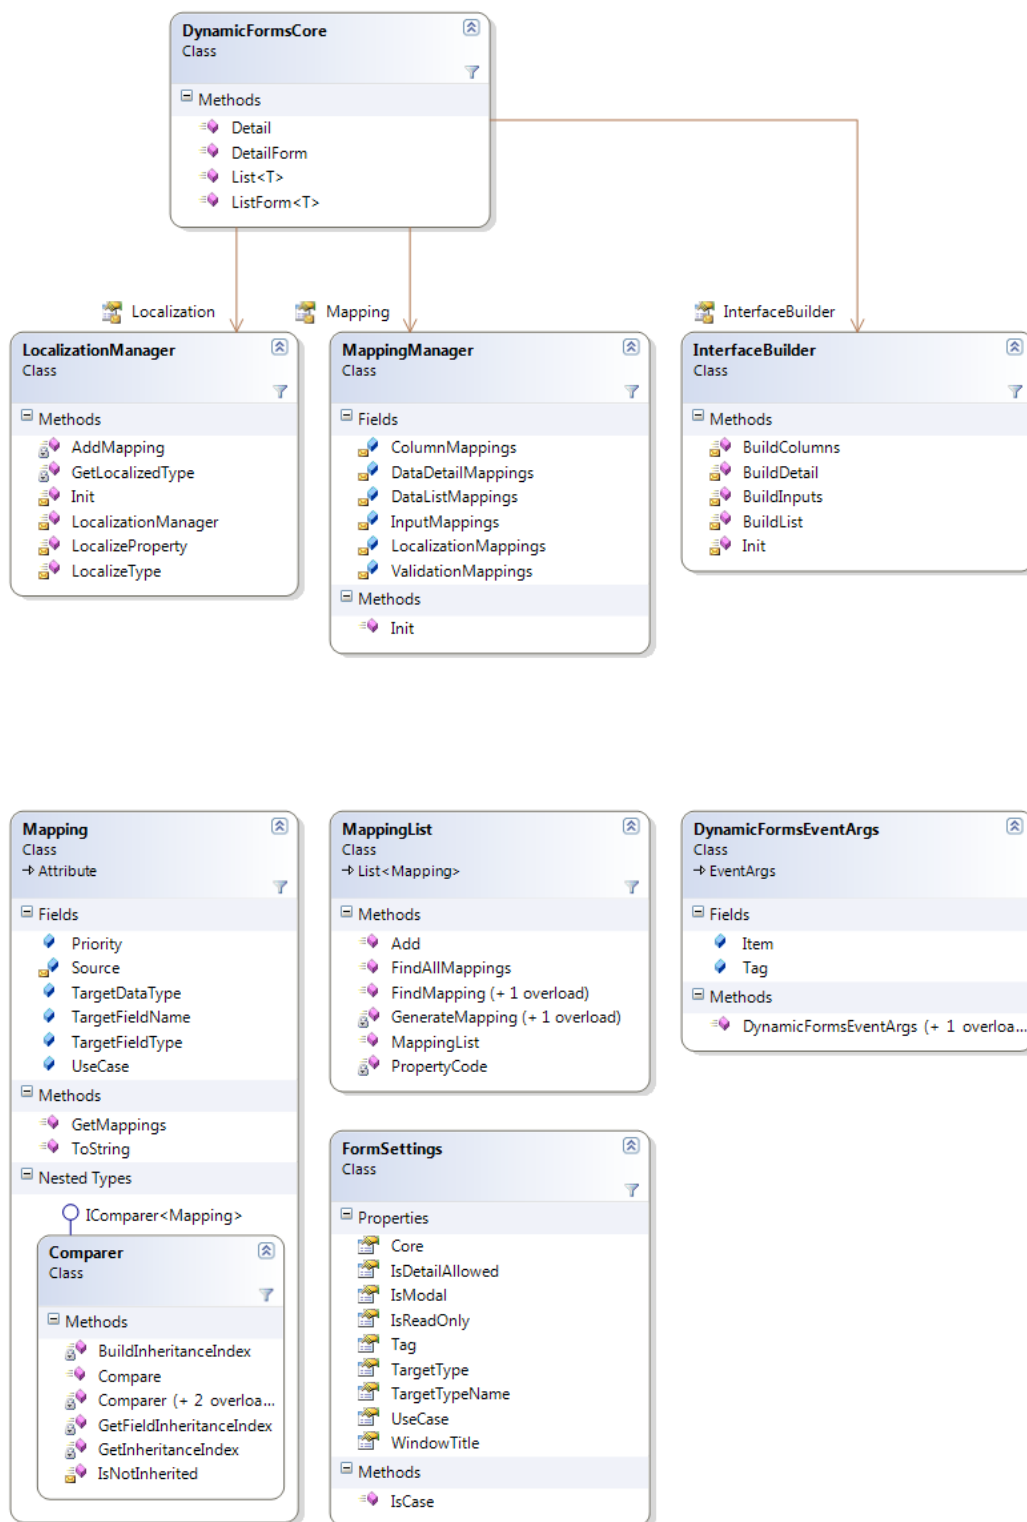 DynamicFormsCore
Class
Methods
Detail
DetailForm
List<T>
ListForm<T>
Localization
Mapping
InterfaceBuilder
LocalizationManager
Class
Methods
AddMapping
GetLocalizedType
Init
LocalizationManager
LocalizeProperty
LocalizeType
MappingManager
Class
Fields
ColumnMappings
DataDetailMappings
DataListMappings
InputMappings
LocalizationMappings
ValidationMappings
Methods
Init
InterfaceBuilder
Class
Methods
BuildColumns
BuildDetail
BuildInputs
BuildList
Init
Mapping
Class
Attribute
Fields
Priority
Source
TargetDataType
TargetFieldName
TargetFieldType
UseCase
Methods
GetMappings
ToString
Nested Types
IComparer<Mapping>
Comparer
Class
Methods
BuildInheritanceIndex
Compare
Comparer (+ 2 overloa...
GetFieldInheritanceIndex
GetInheritanceIndex
IsNotInherited
MappingList
Class
List<Mapping>
Methods
Add
FindAllMappings
FindMapping (+ 1 overload)
GenerateMapping (+ 1 overload)
MappingList
PropertyCode
FormSettings
Class
Properties
Core
IsDetailAllowed
IsModal
IsReadOnly
Tag
TargetType
TargetTypeName
UseCase
WindowTitle
Methods
IsCase
DynamicFormsEventArgs
Class
EventArgs
Fields
Item
Tag
Methods
DynamicFormsEventArgs (+ 1 overloa...